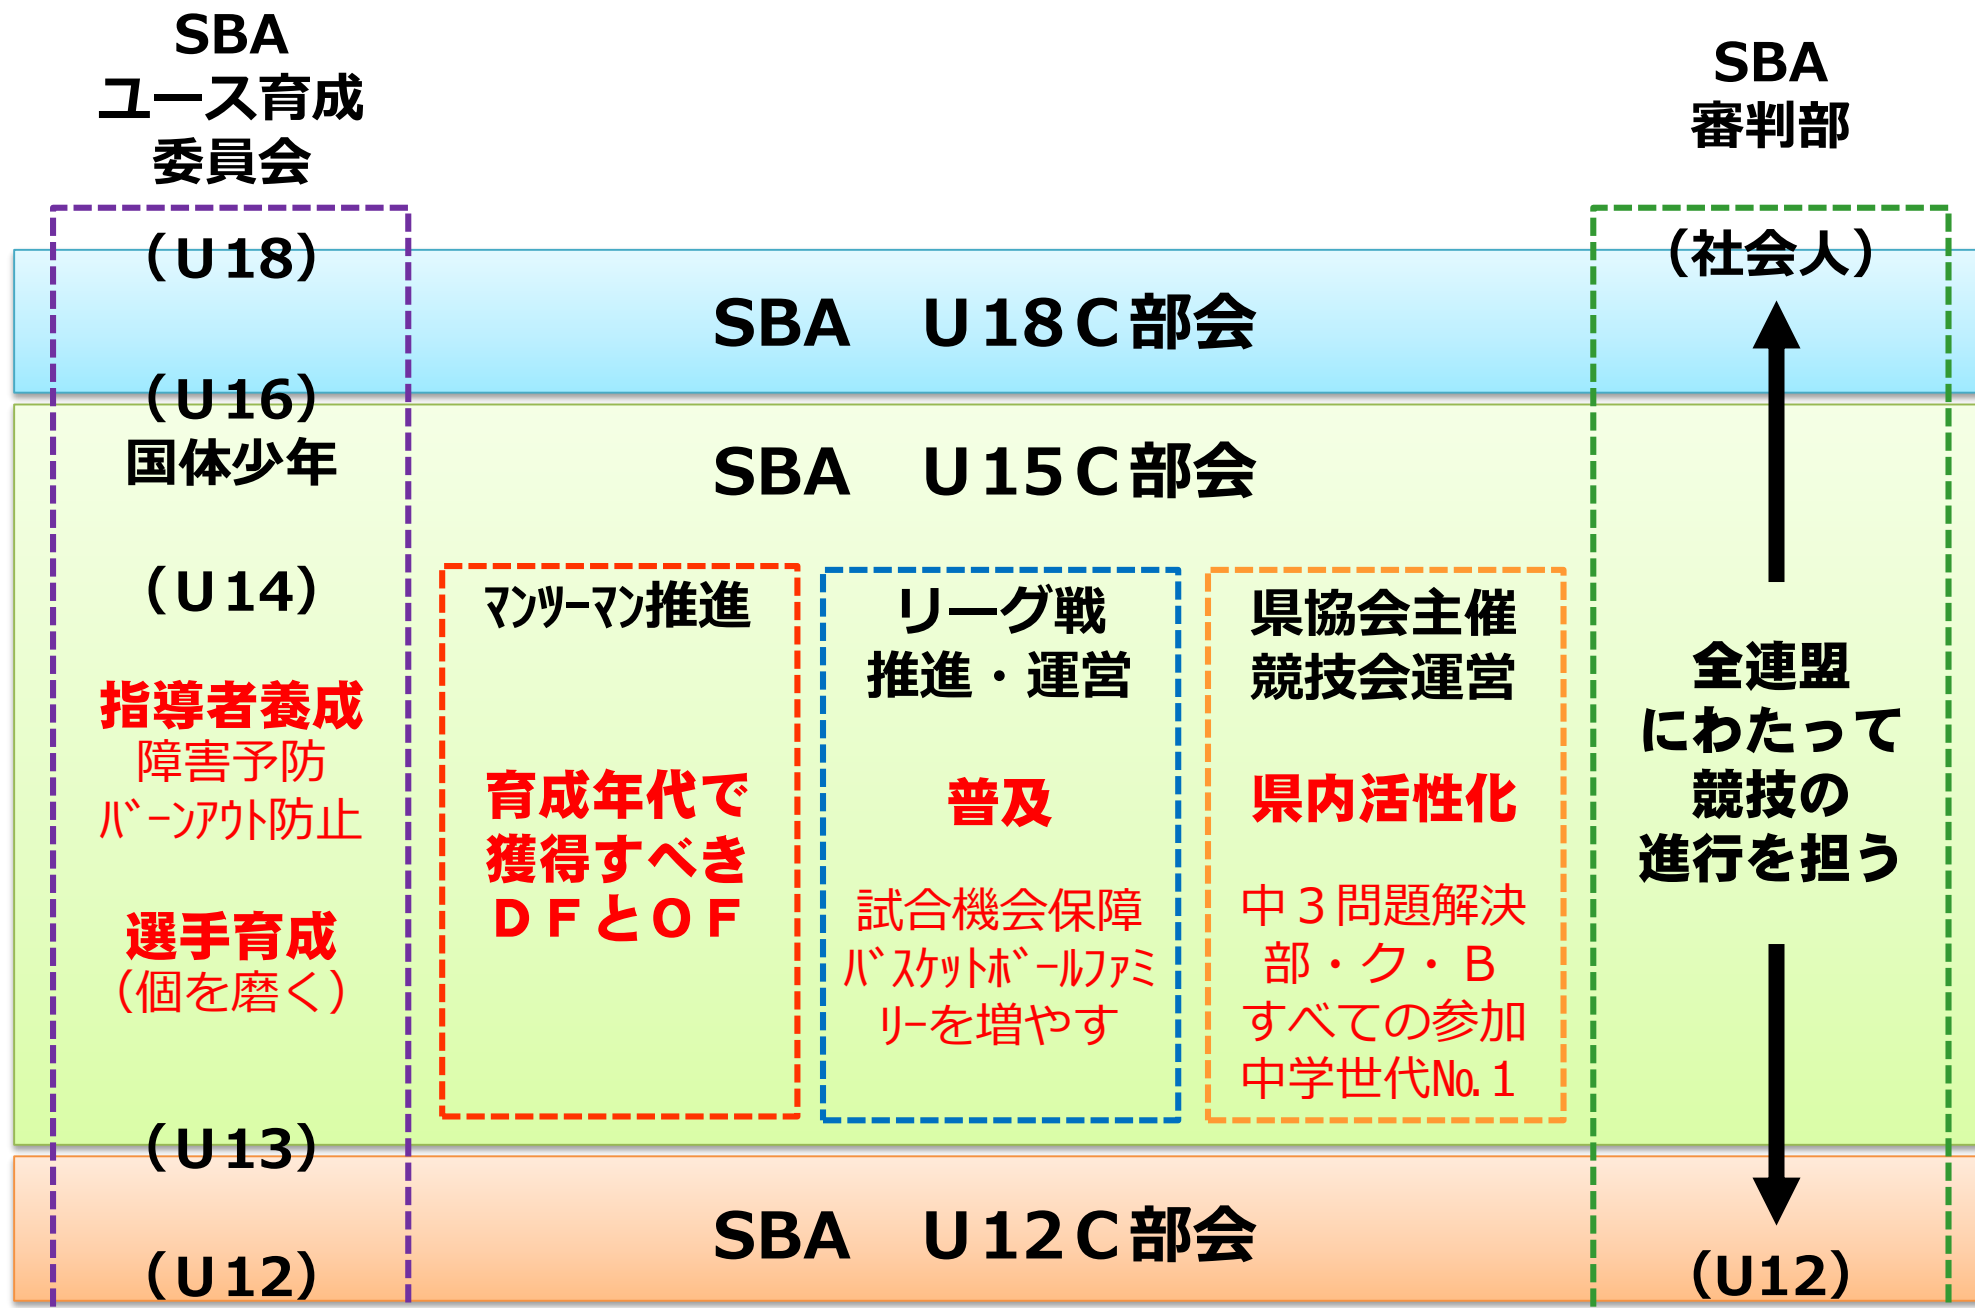 SBA
ユース育成
委員会
（Ｕ18）
（Ｕ16）
国体少年
（Ｕ14）
指導者養成
障害予防
ﾊﾞｰﾝｱｳﾄ防止
選手育成
（個を磨く）
（Ｕ13）
（Ｕ12）
SBA　Ｕ18Ｃ部会
SBA　Ｕ15Ｃ部会
ﾏﾝﾂｰﾏﾝ推進
育成年代で
獲得すべき
ＤＦとＯＦ
リーグ戦
推進・運営
普及
試合機会保障
ﾊﾞｽｹｯﾄﾎﾞｰﾙﾌｧﾐ
ﾘｰを増やす
県協会主催
競技会運営
県内活性化
中３問題解決
部・ク・Ｂ
すべての参加
中学世代№１
SBA　Ｕ12Ｃ部会
SBA
審判部
（社会人）
全連盟
にわたって
競技の
進行を担う
（U12）